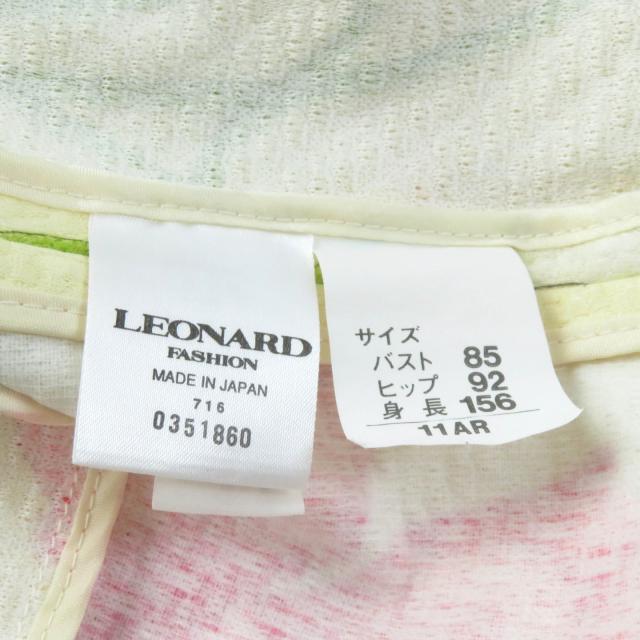 LEONARD
FASHION
MADE IN JAPAN
716
0351860
サイズ
バスト 85
ヒップ 92
身長 156
11AR